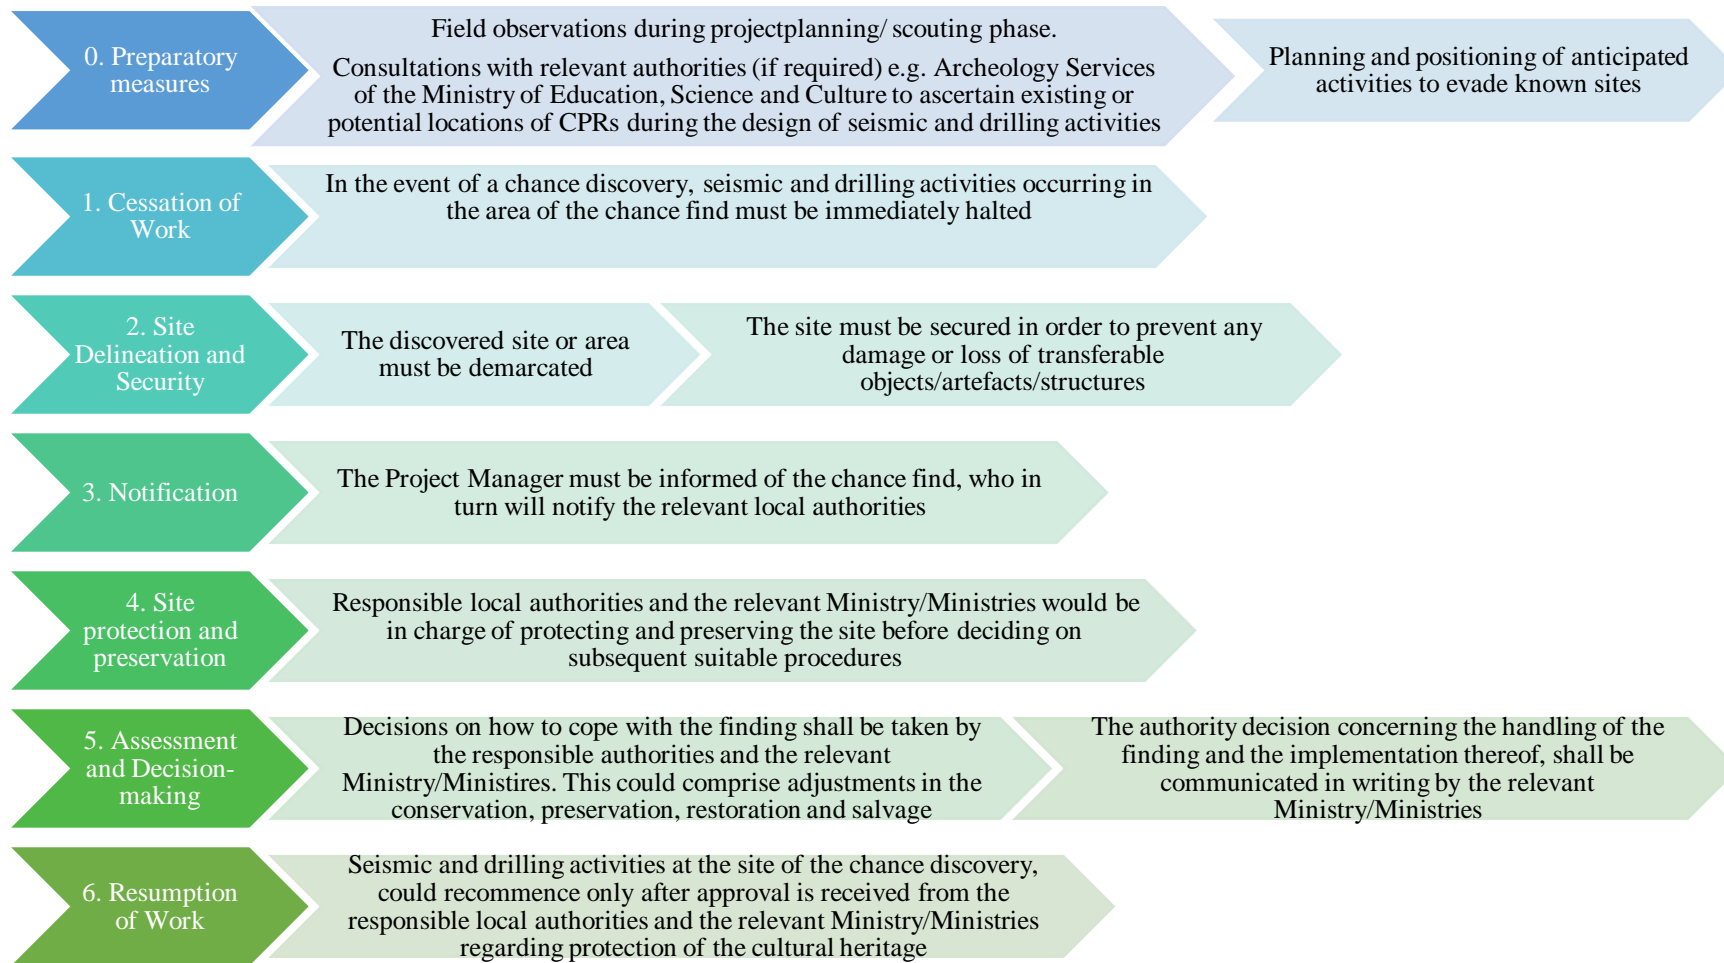 0. Preparatory
measures
Field observations during projectplanning/ scouting phase.
Consultations with relevant authorities (if required) e.g. Archeology Services
of the Ministry of Education, Science and Culture to ascertain existing or
potential locations of CPRs during the design of seismic and drilling activities
Planning and positioning of anticipated
activities to evade known sites
1. Cessation of
Work
In the event of a chance discovery, seismic and drilling activities occurring in
the area of the chance find must be immediately halted
2. Site
Delineation and
Security
The discovered site or area
must be demarcated
The site must be secured in order to prevent any
damage or loss of transferable
objects/artefacts/structures
3. Notification
The Project Manager must be informed of the chance find, who in
turn will notify the relevant local authorities
4. Site
protection and
preservation
Responsible local authorities and the relevant Ministry/Ministries would be
in charge of protecting and preserving the site before deciding on
subsequent suitable procedures
5. Assessment
and Decision-
making
Decisions on how to cope with the finding shall be taken by
the responsible authorities and the relevant
Ministry/Ministires. This could comprise adjustments in the
conservation, preservation, restoration and salvage
The authority decision concerning the handling of the
finding and the implementation thereof, shall be
communicated in writing by the relevant
Ministry/Ministries
6. Resumption
of Work
Seismic and drilling activities at the site of the chance discovery,
could recommence only after approval is received from the
responsible local authorities and the relevant Ministry/Ministries
regarding protection of the cultural heritage